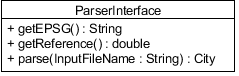 ParserInterface
+ getEPSG() : String
+ getReference() : double
+ parse(InputFileName : String) : City